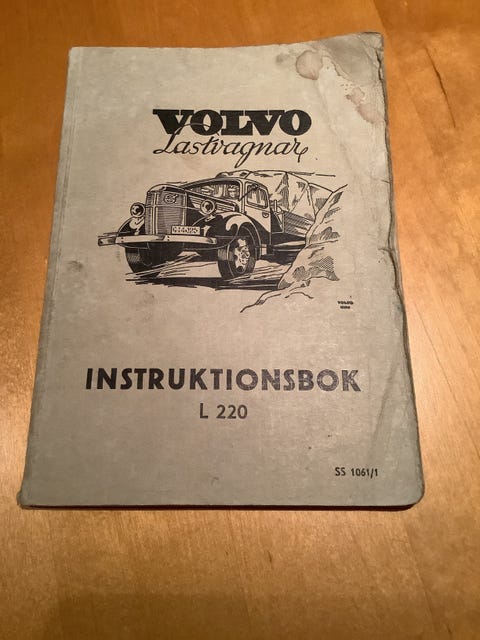 VOLVO
Lastvagnar
INSTRUKTIONSBOK
L 220
SS 1061/1